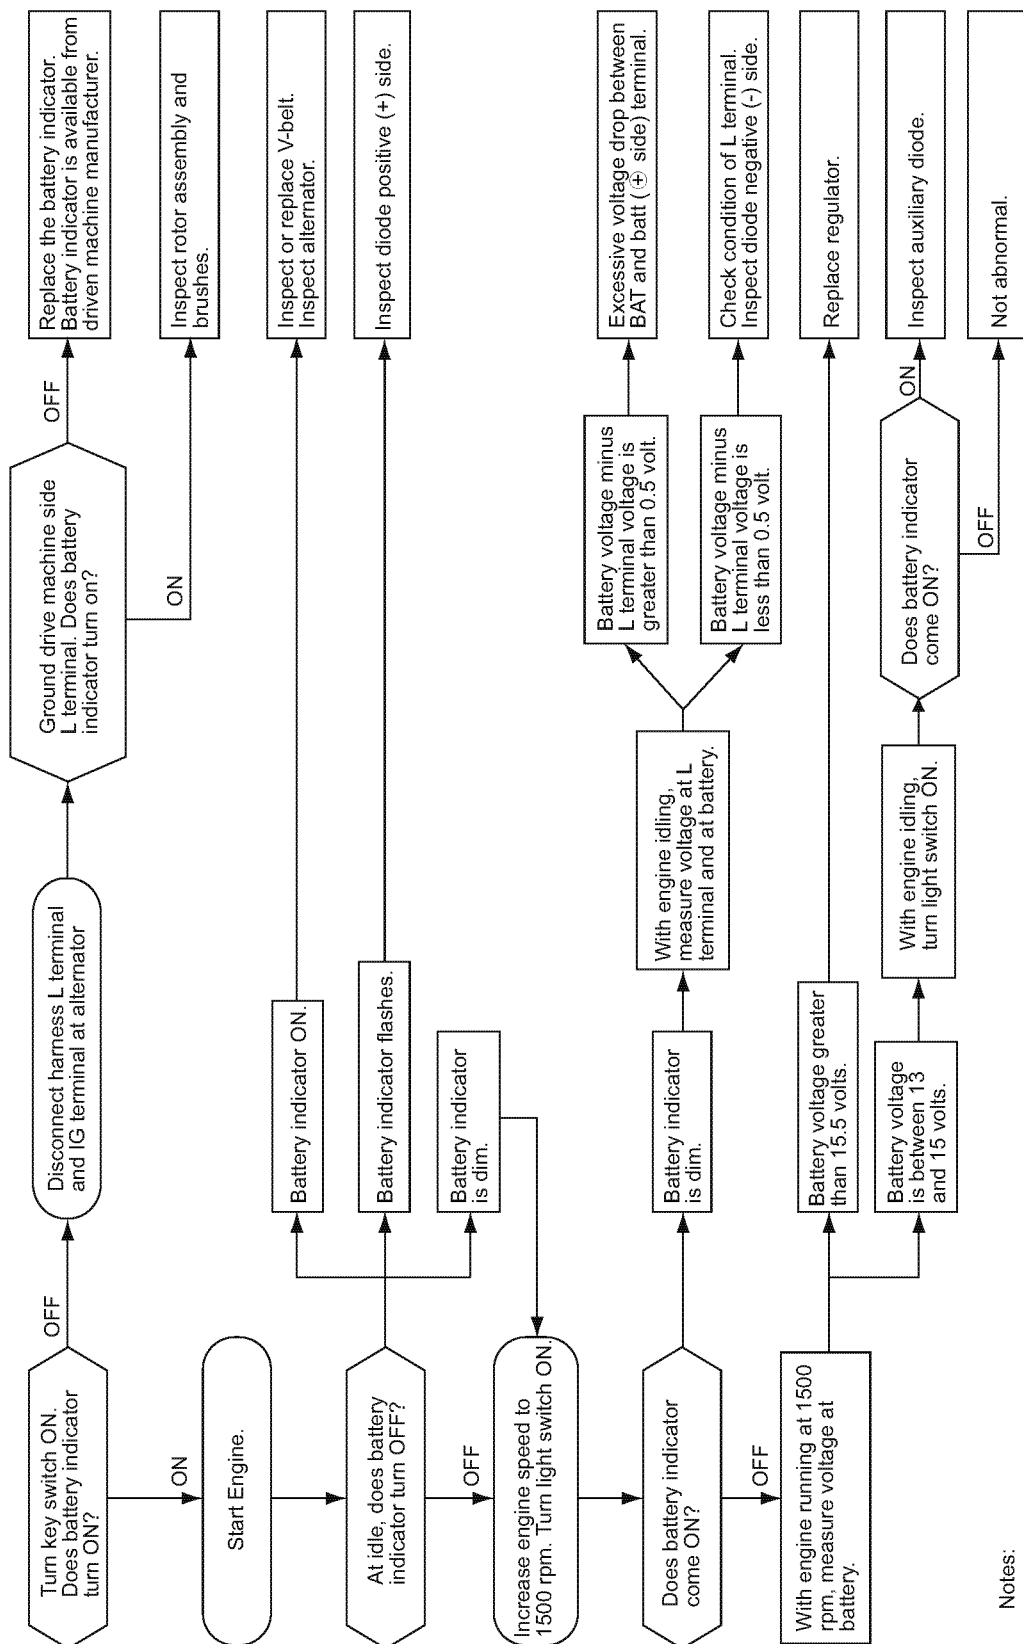 Turn key switch ON.
Does battery indicator
turn ON?
OFF
Disconnect harness L terminal
and IG terminal at alternator
Ground drive machine side
L terminal. Does battery
indicator turn on?
OFF
Replace the battery indicator.
Battery indicator is available from
driven machine manufacturer.
ON
Inspect rotor assembly and
brushes.
ON
Start Engine.
At idle, does battery
indicator turn OFF?
Battery indicator ON.
Inspect or replace V-belt.
Inspect alternator.
Battery indicator flashes.
Inspect diode positive (+) side.
Battery indicator
is dim.
OFF
Increase engine speed to
1500 rpm. Turn light switch ON.
Does battery indicator
come ON?
Battery indicator
is dim.
With engine idling,
measure voltage at L
terminal and at battery.
Battery voltage minus
L terminal voltage is
greater than 0.5 volt.
Excessive voltage drop between
BAT and batt (⊕ side) terminal.
Battery voltage minus
L terminal voltage is
less than 0.5 volt.
Check condition of L terminal.
Inspect diode negative (-) side.
OFF
With engine running at 1500
rpm, measure voltage at
battery.
Battery voltage greater
than 15.5 volts.
Replace regulator.
Battery voltage
is between 13
and 15 volts.
With engine idling,
turn light switch ON.
Does battery indicator
come ON?
ON
Inspect auxiliary diode.
OFF
Not abnormal.
Notes: